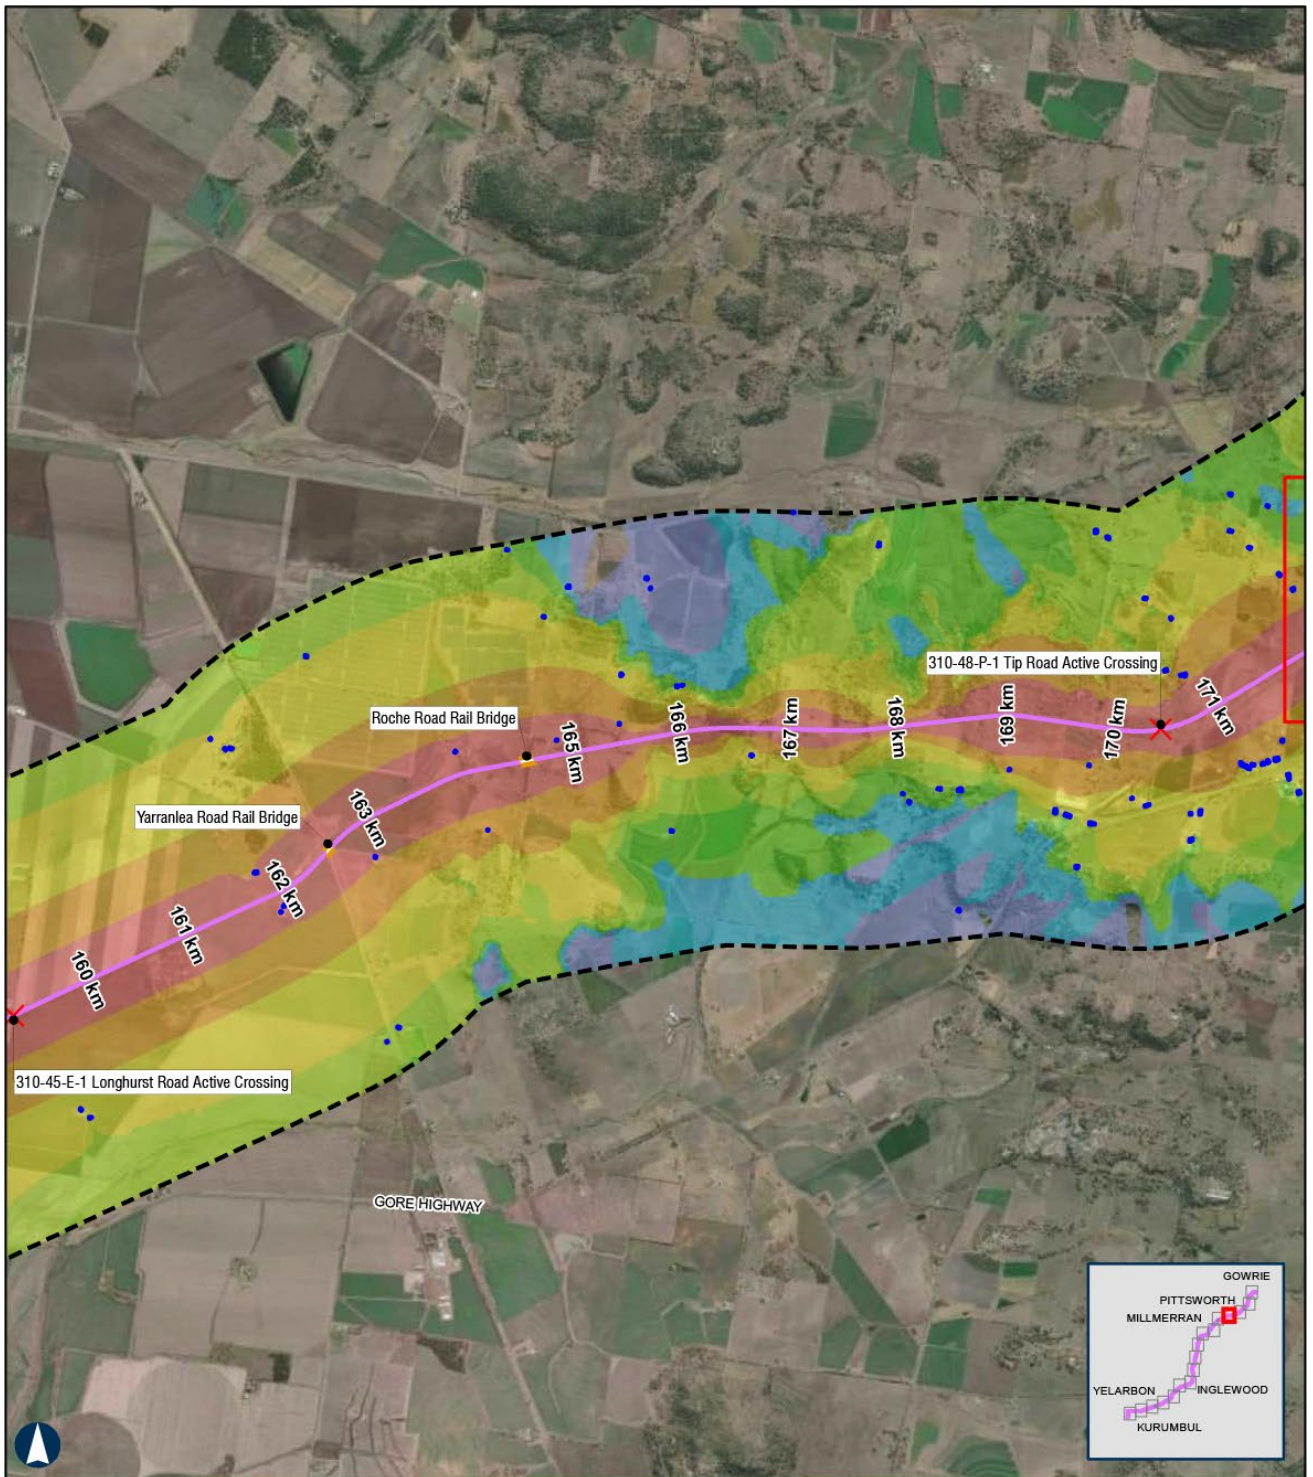 310-48-P-1 Tip Road Active Crossing
Roche Road Rail Bridge
Yarranlea Road Rail Bridge
160 km
161 km
162 km
163 km
165 km
166 km
167 km
168 km
169 km
170 km
171 km
310-45-E-1 Longhurst Road Active Crossing
GORE HIGHWAY
GOWRIE
PITTSWORTH
MILLMERRAN
YELARBON
INGLEWOOD
KURUMBUL